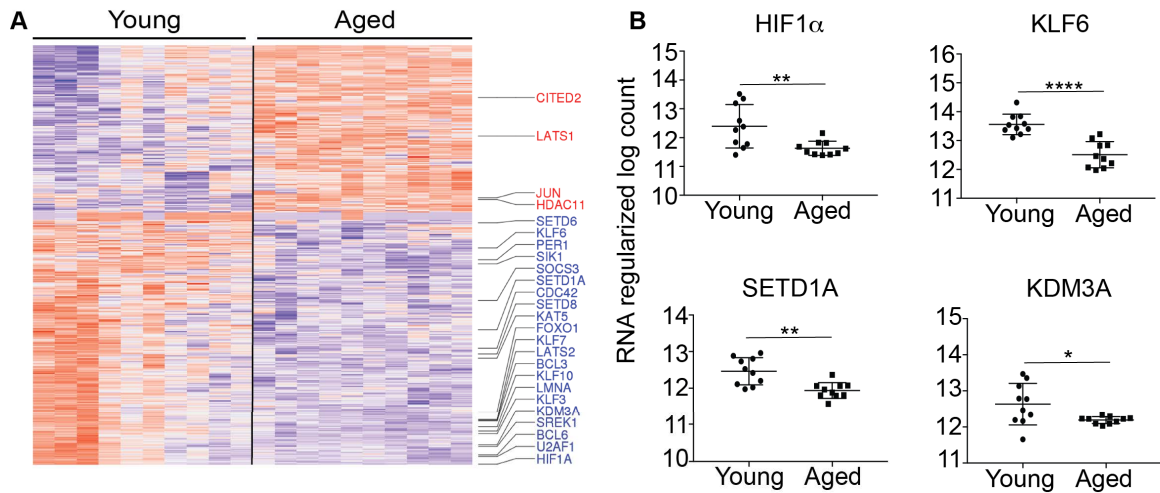 A
Young
Aged
CITED2
LATS1
JUN
HDAC11
SETD6
KLF6
PER1
SIK1
SOCS3
SETD1A
CDC42
SETD8
KAT5
FOXO1
KLF7
LATS2
BCL3
KLF10
LMNA
KLF3
KDM3A
SREK1
BCL6
U2AF1
HIF1A
B
RNA regularized log count
HIF1α
15
14
13
12
11
10
**
Young Aged
KLF6
16
15
14
13
12
11
****
Young Aged
SETD1A
14
13
12
11
10
**
Young Aged
KDM3A
15
14
13
12
11
*
Young Aged